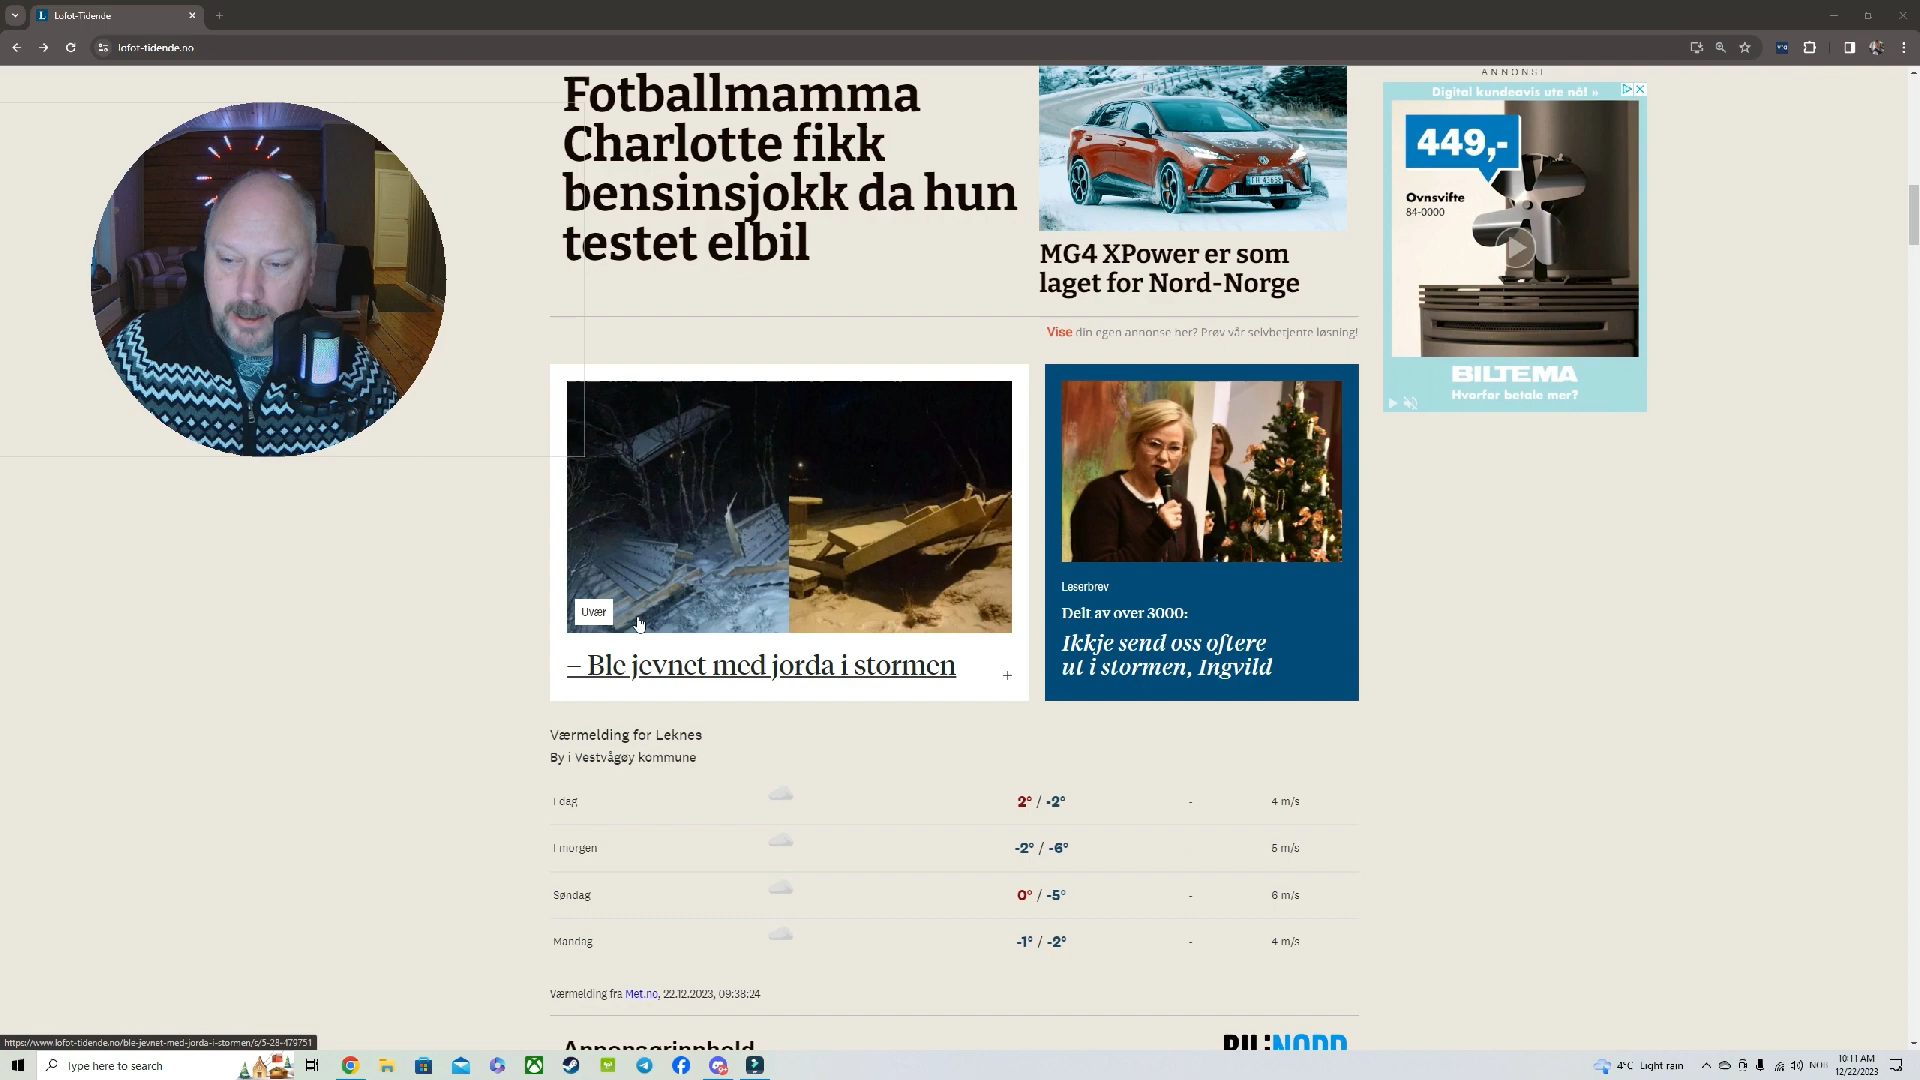 Lofot-Tidende
lofot-tidende.no
Fotballmamma
Charlotte fikk
bensinsjokk da hun
testet elbil
MG4 XPower er som
laget for Nord-Norge
Vise din egen annonse her? Prøv vår selvbetjente løsning!
ANNONSE
Digital kundeavis ute nå! »
449,-
Ovnsvifte
84-0000
BILTEMA
Hvorfor betale mer?
Uvær
– Ble jevnet med jorda i stormen
+
Leserbrev
Delt av over 3000:
Ikkje send oss oftere
ut i stormen, Ingvild
Værmelding for Leknes
By i Vestvågøy kommune
I dag 2° / -2° - 4 m/s
I morgen -2° / -6° 5 m/s
Søndag 0° / -5° - 6 m/s
Mandag -1° / -2° - 4 m/s
Værmelding fra Met.no, 22.12.2023, 09:38:24
Annonsørinnhold
BIL:NORD
https://www.lofot-tidende.no/ble-jevnet-med-jorda-i-stormen/s/5-28-479751
Type here to search
4°C Light rain
NOR
10:11 AM
12/22/2023